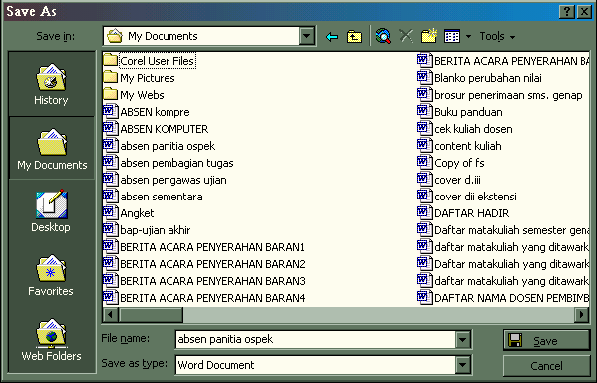 Save As
Save in: My Documents Tools
History
My Documents
Desktop
Favorites
Web Folders
Corel User Files
My Pictures
My Webs
ABSEN kompre
ABSEN KOMPUTER
absen paritia ospek
absen pembagian tugas
absen pengawas ujian
absen sementara
Angket
bap-ujian akhir
BERITA ACARA PENYERAHAN BARAN1
BERITA ACARA PENYERAHAN BARAN2
BERITA ACARA PENYERAHAN BARAN3
BERITA ACARA PENYERAHAN BARAN4
BERITA ACARA PENYERAHAN BA
Blanko perubahan nilai
brosur penerimaan sms. genap
Buku panduan
cek kuliah dosen
content kuliah
Copy of fs
cover d.iii
cover dii ekstensi
DAFTAR HADIR
Daftar matakuliah semester gena
daftar matakuliah yang ditawark
daftar matakuliah yang ditawark
daftar matakuliah yang ditawark
DAFTAR NAMA DOSEN PEMBIMB
File name: absen panitia ospek
Save
Save as type: Word Document
Cancel